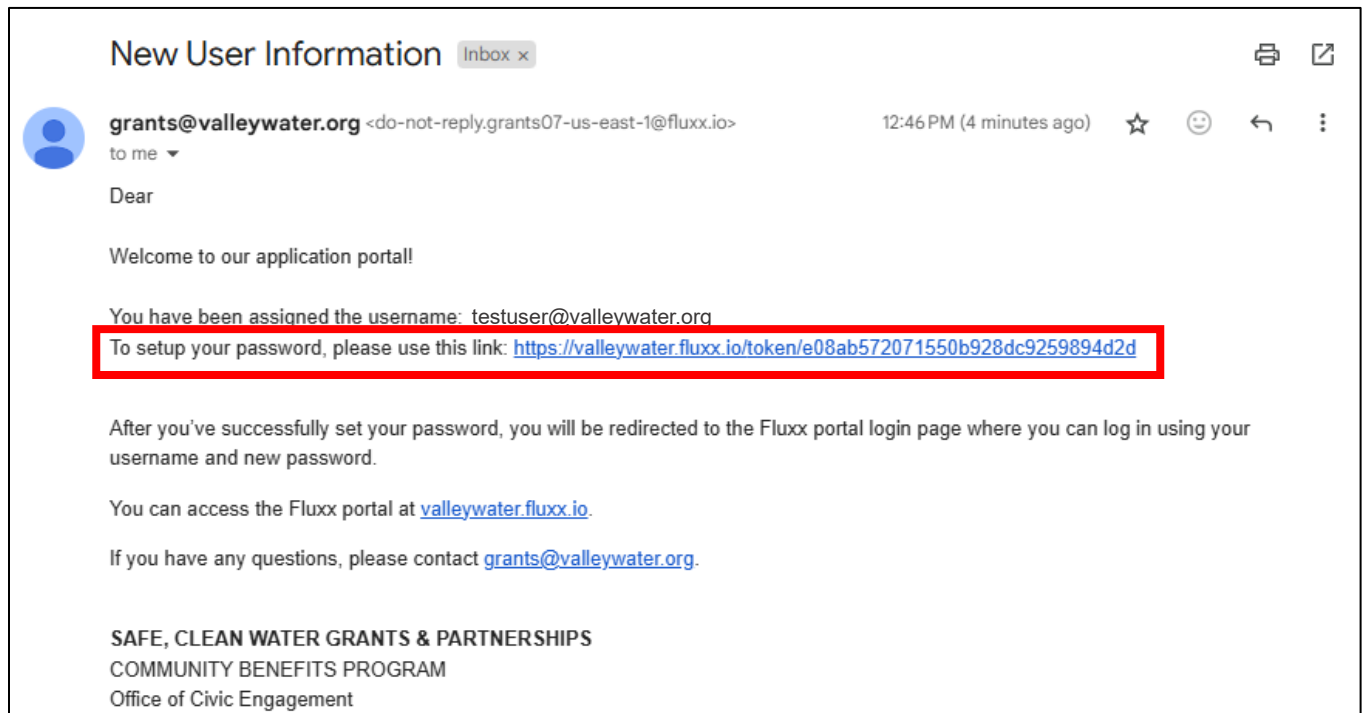 New User Information Inbox ×
grants@valleywater.org <do-not-reply.grants07-us-east-1@fluxx.io> 12:46 PM (4 minutes ago)
to me
Dear
Welcome to our application portal!
You have been assigned the username: testuser@valleywater.org
To setup your password, please use this link: https://valleywater.fluxx.io/token/e08ab572071550b928dc9259894d2d
After you've successfully set your password, you will be redirected to the Fluxx portal login page where you can log in using your
username and new password.
You can access the Fluxx portal at valleywater.fluxx.io.
If you have any questions, please contact grants@valleywater.org.
SAFE, CLEAN WATER GRANTS & PARTNERSHIPS
COMMUNITY BENEFITS PROGRAM
Office of Civic Engagement